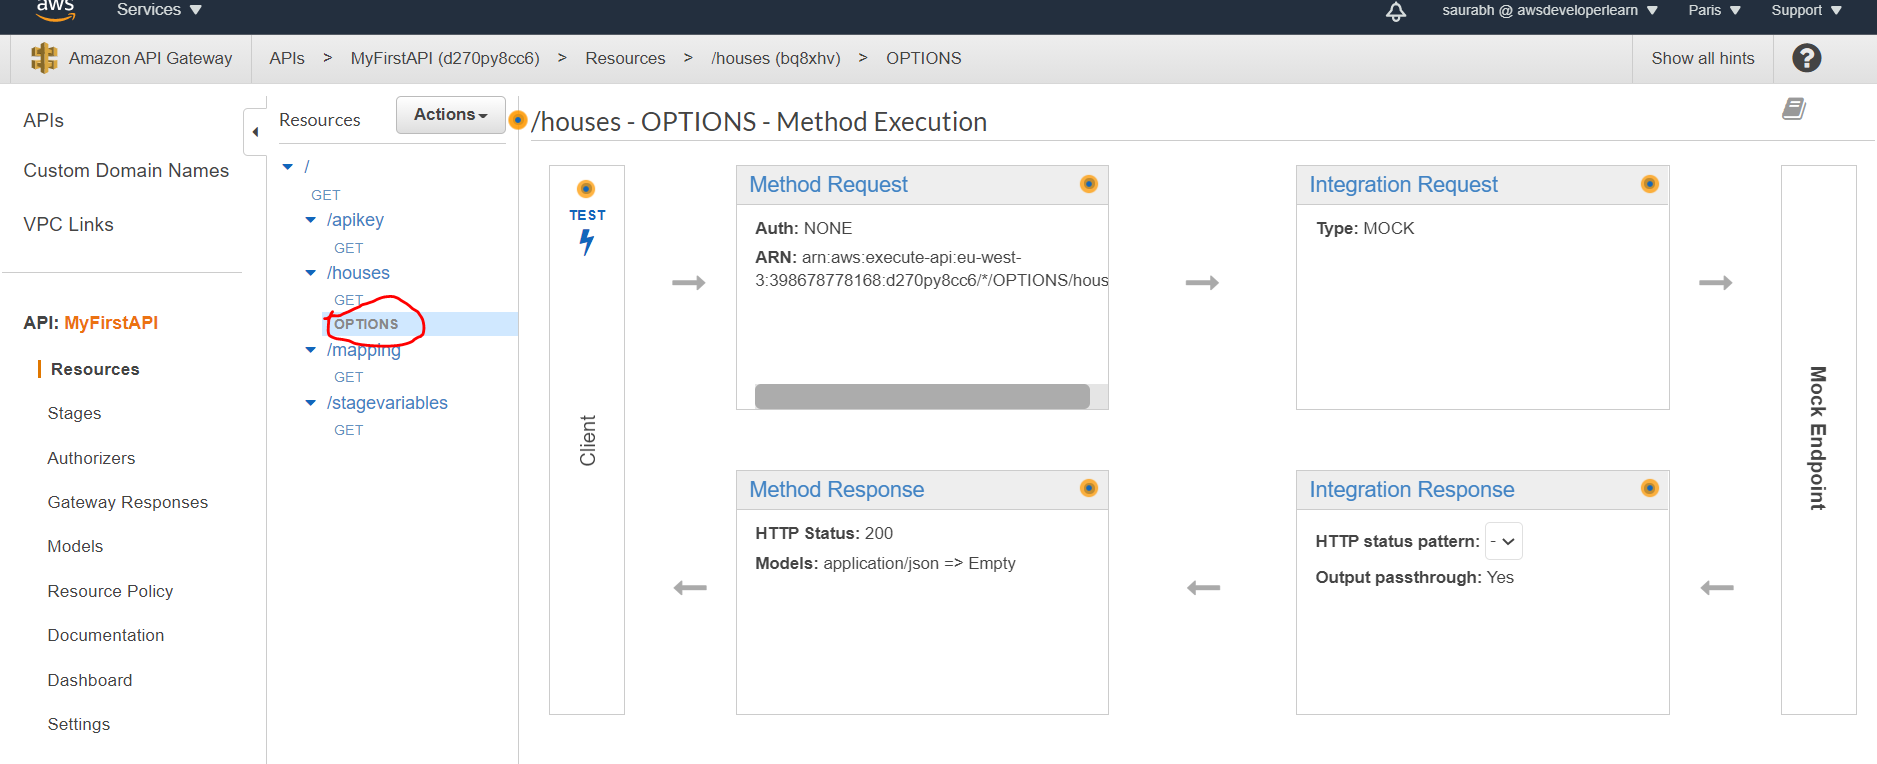 aws Services saurabh @ awsdeveloperlearn Paris Support
Amazon API Gateway APIs > MyFirstAPI (d270py8cc6) > Resources > /houses (bq8xhv) > OPTIONS Show all hints ?
APIs
Custom Domain Names
VPC Links
API: MyFirstAPI
Resources
Stages
Authorizers
Gateway Responses
Models
Resource Policy
Documentation
Dashboard
Settings
Resources Actions
/
GET
/apikey
GET
/houses
GET
OPTIONS
/mapping
GET
/stagevariables
GET
/houses - OPTIONS - Method Execution
TEST
Client
Method Request
Auth: NONE
ARN: arn:aws:execute-api:eu-west-
3:398678778168:d270py8cc6/*/OPTIONS/hous
Integration Request
Type: MOCK
Mock Endpoint
Method Response
HTTP Status: 200
Models: application/json => Empty
Integration Response
HTTP status pattern: -
Output passthrough: Yes